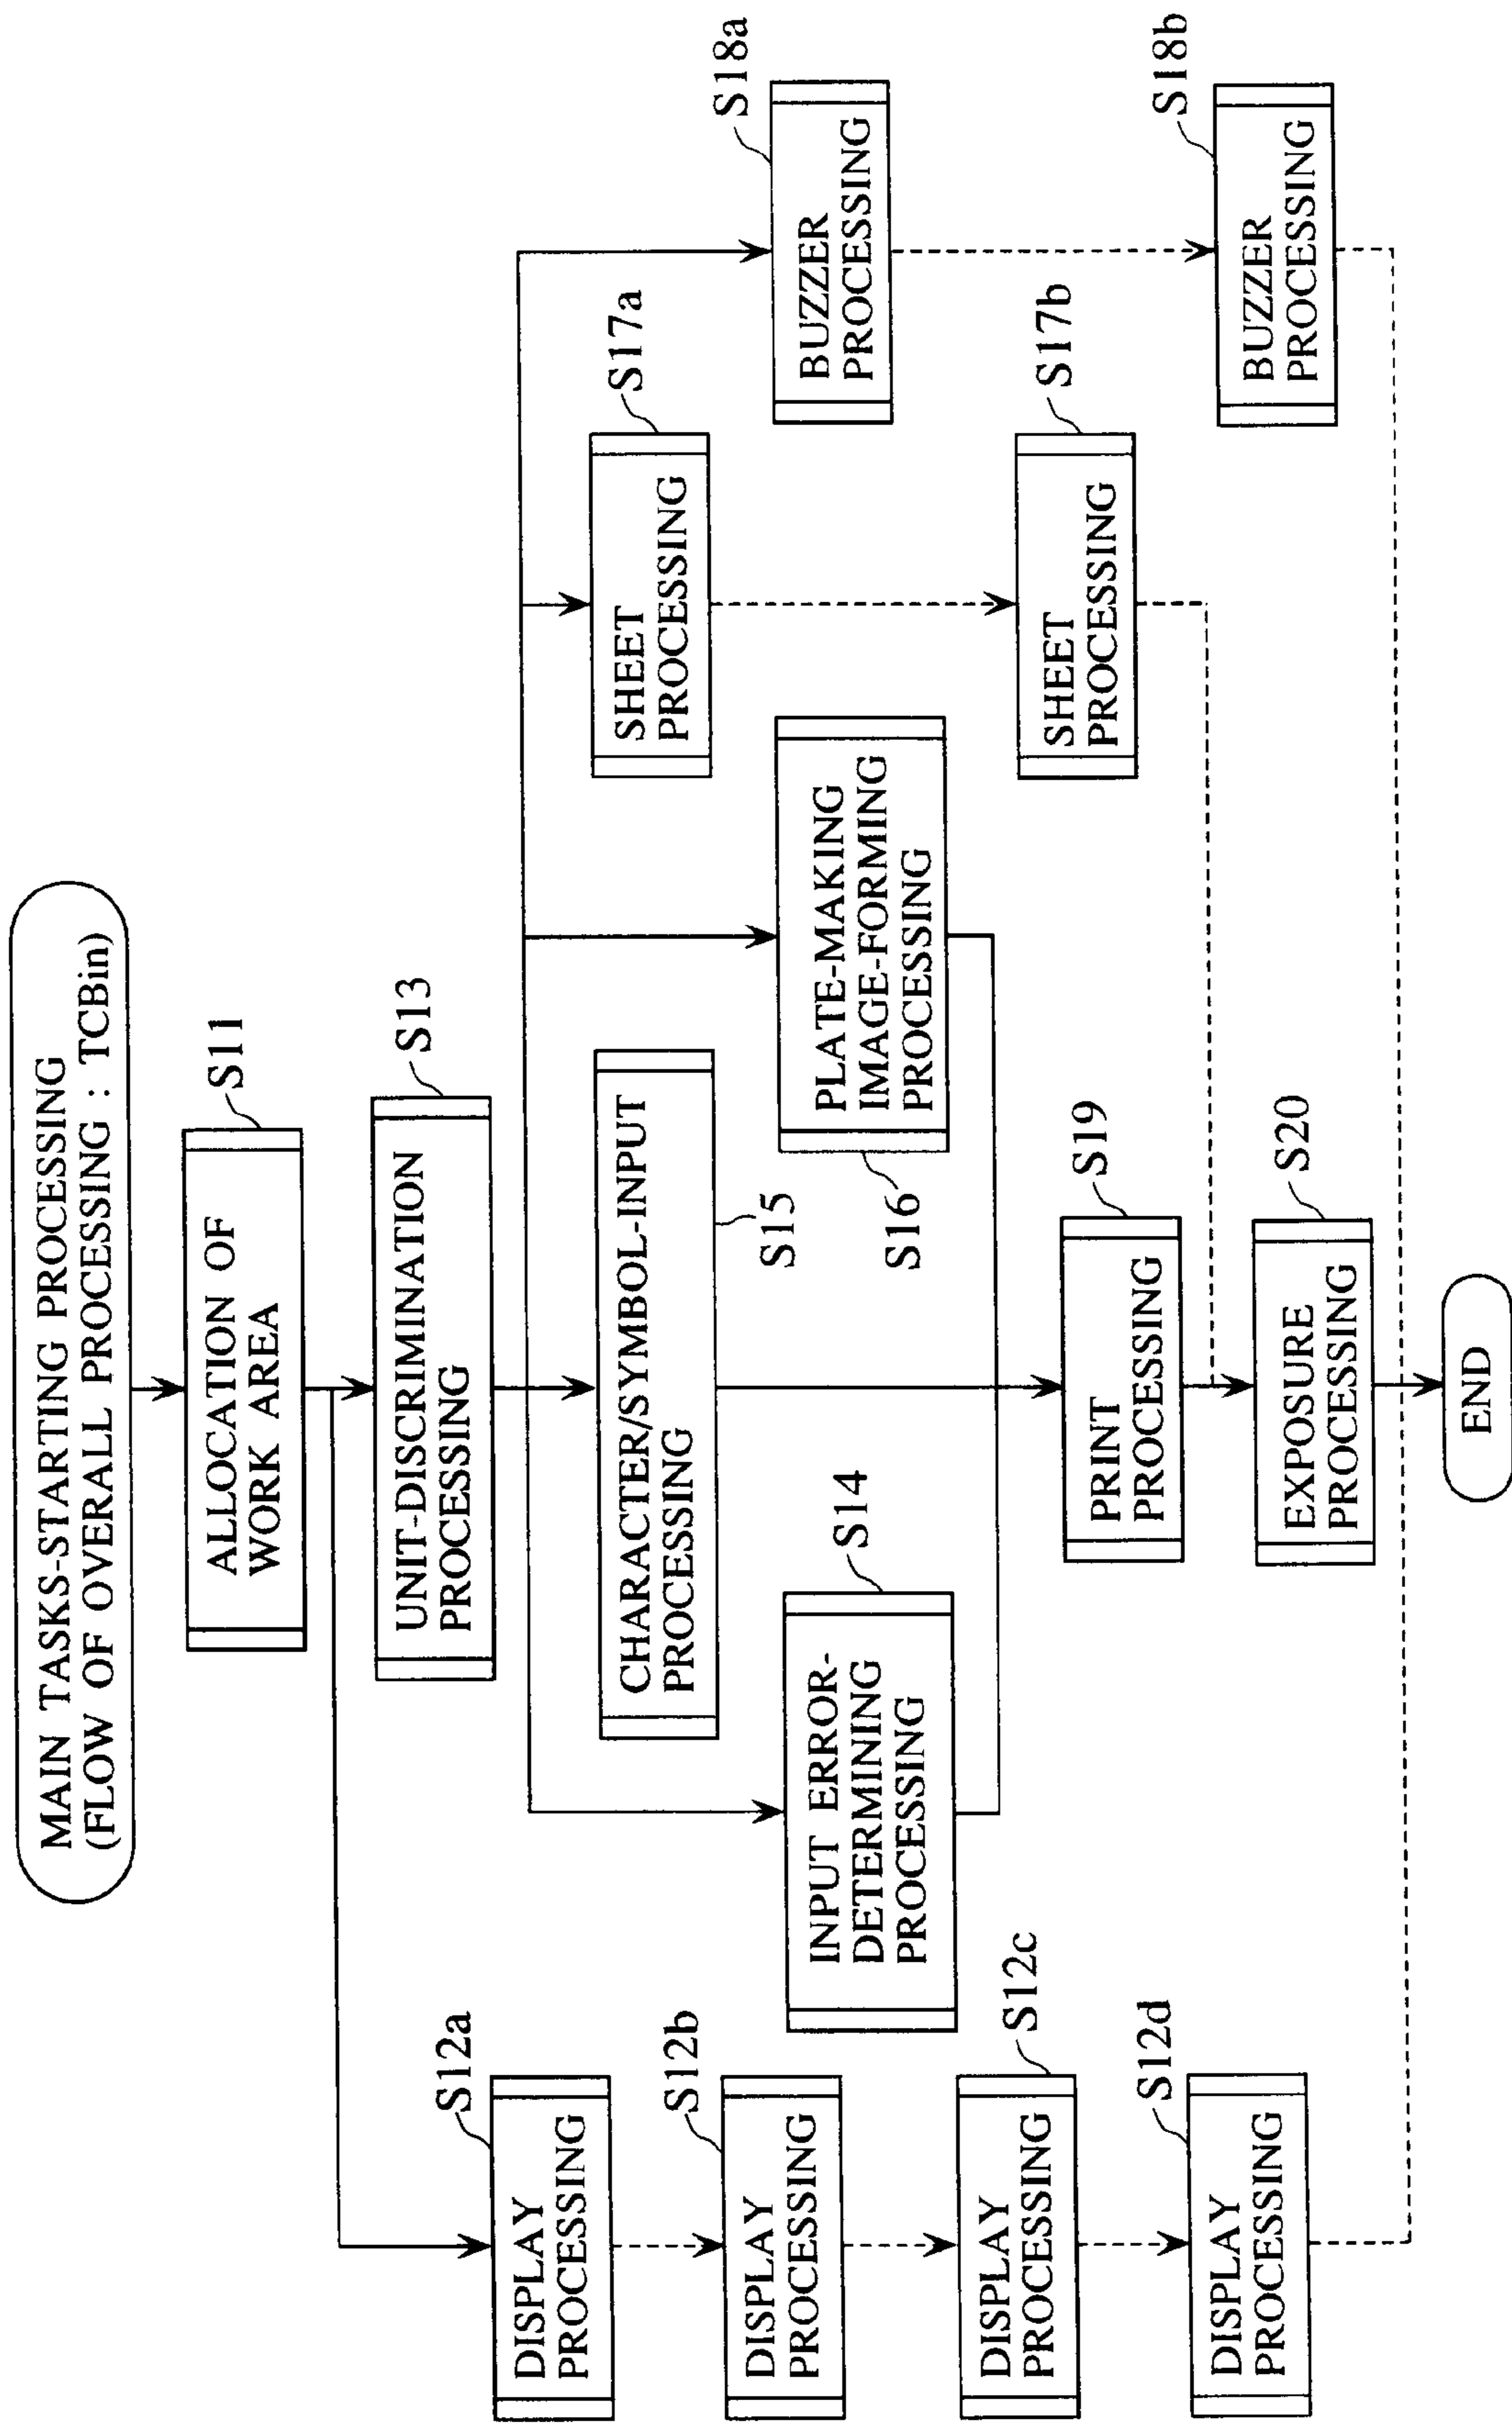 MAIN TASKS-STARTING PROCESSING
(FLOW OF OVERALL PROCESSING : TCBin)
S11
ALLOCATION OF
WORK AREA
S13
UNIT-DISCRIMINATION
PROCESSING
S12a
DISPLAY
PROCESSING
S12b
DISPLAY
PROCESSING
S12c
DISPLAY
PROCESSING
S12d
DISPLAY
PROCESSING
S14
INPUT ERROR-
DETERMINING
PROCESSING
CHARACTER/SYMBOL-INPUT
PROCESSING
S15
PLATE-MAKING
IMAGE-FORMING
PROCESSING
S16
S17a
SHEET
PROCESSING
S17b
SHEET
PROCESSING
S18a
BUZZER
PROCESSING
S18b
BUZZER
PROCESSING
S19
PRINT
PROCESSING
S20
EXPOSURE
PROCESSING
END